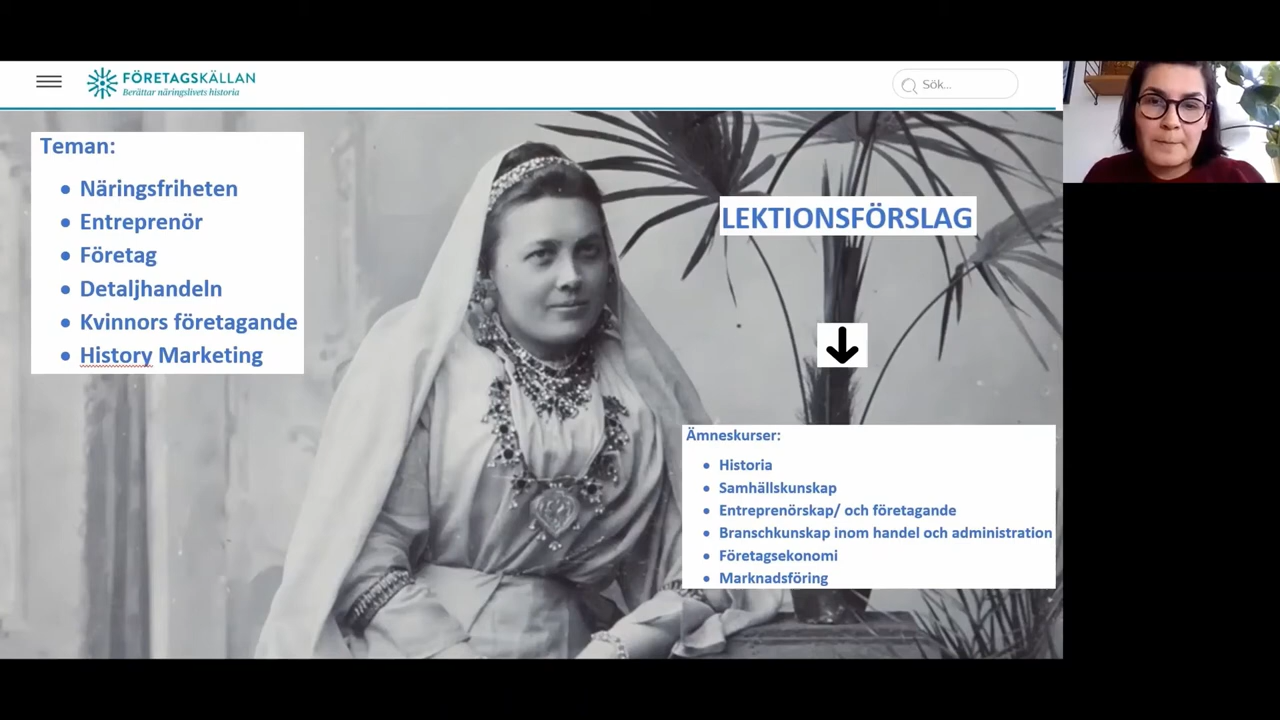 FÖRETAGSKÄLLAN
Berättar näringslivets historia
Sök...
Teman:
• Näringsfriheten
• Entreprenör
• Företag
• Detaljhandeln
• Kvinnors företagande
• History Marketing
LEKTIONSFÖRSLAG
Ämneskurser:
• Historia
• Samhällskunskap
• Entreprenörskap/ och företagande
• Branschkunskap inom handel och administration
• Företagsekonomi
• Marknadsföring